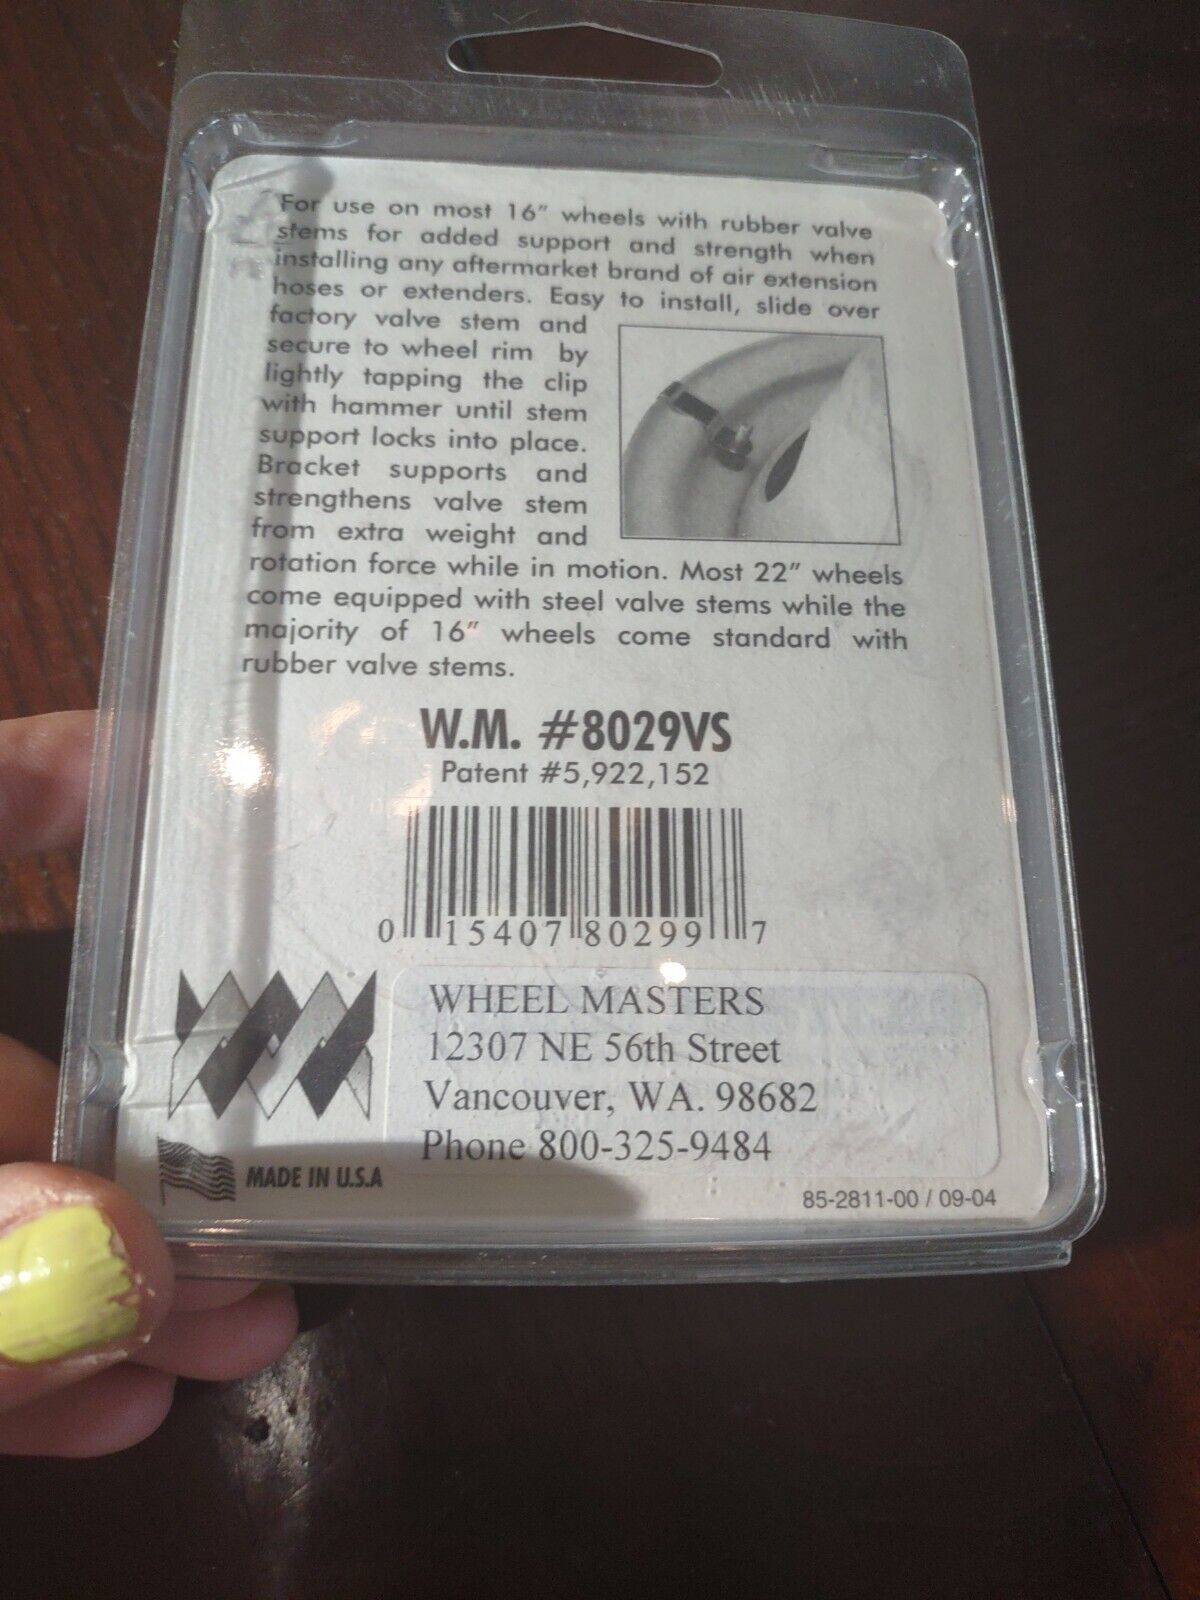 For use on most 16" wheels with rubber valve
stems for added support and strength when
installing any aftermarket brand of air extension
hoses or extenders. Easy to install, slide over
factory valve stem and
secure to wheel rim by
lightly tapping the clip
with hammer until stem
support locks into place.
Bracket supports and
strengthens valve stem
from extra weight and
rotation force while in motion. Most 22" wheels
come equipped with steel valve stems while the
majority of 16" wheels come standard with
rubber valve stems.
W.M. #8029VS
Patent #5,922,152
0 15407 80299 7
WHEEL MASTERS
12307 NE 56th Street
Vancouver, WA. 98682
Phone 800-325-9484
MADE IN U.S.A
85-2811-00 / 09-04